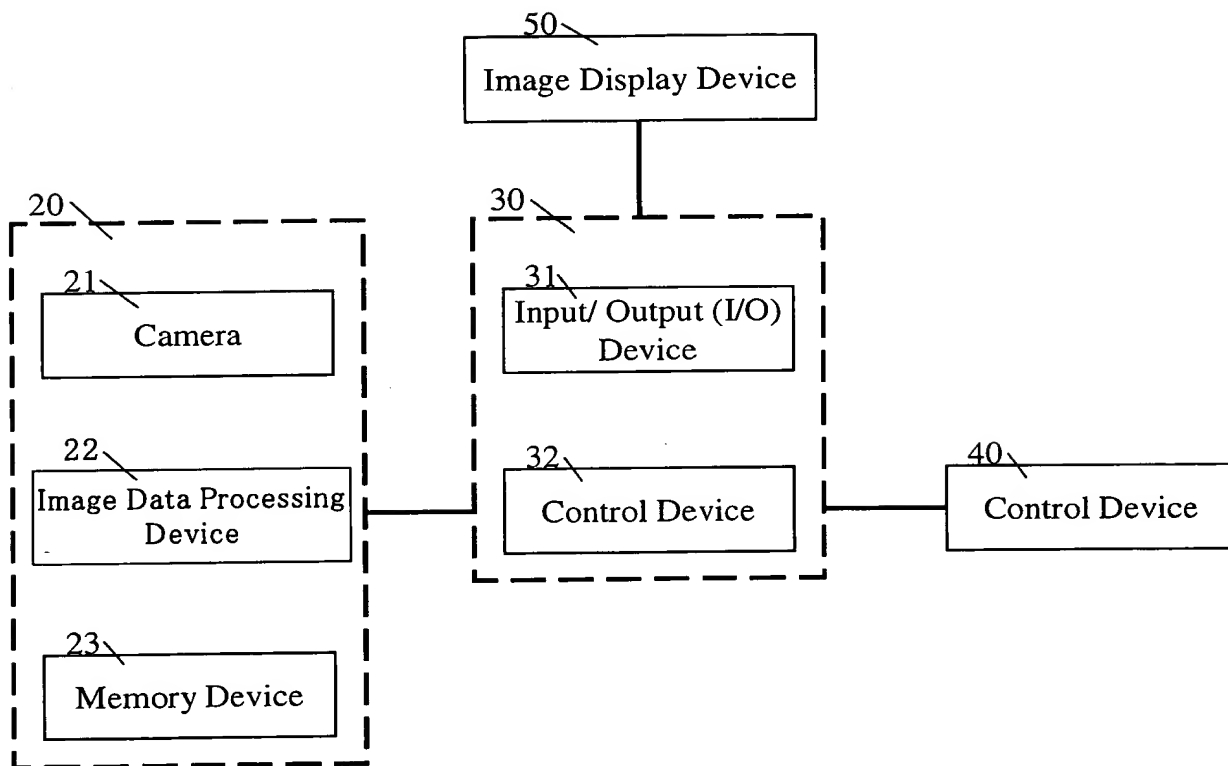 50
Image Display Device
20
30
21
Camera
31
Input/ Output (I/O)
Device
22
Image Data Processing
Device
32
Control Device
40
Control Device
23
Memory Device